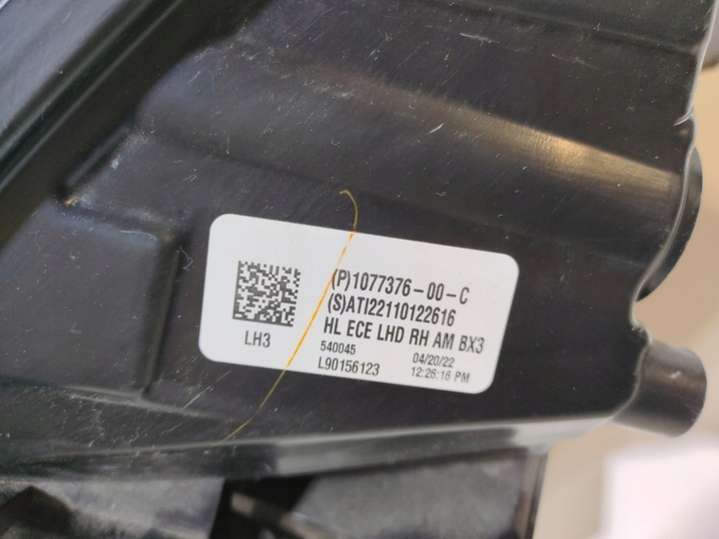 (P)1077376-00-C
(S)ATI22110122616
HL ECE LHD RH AM BX3
LH3
540045 04/20/22
L90156123 12:26:16 PM